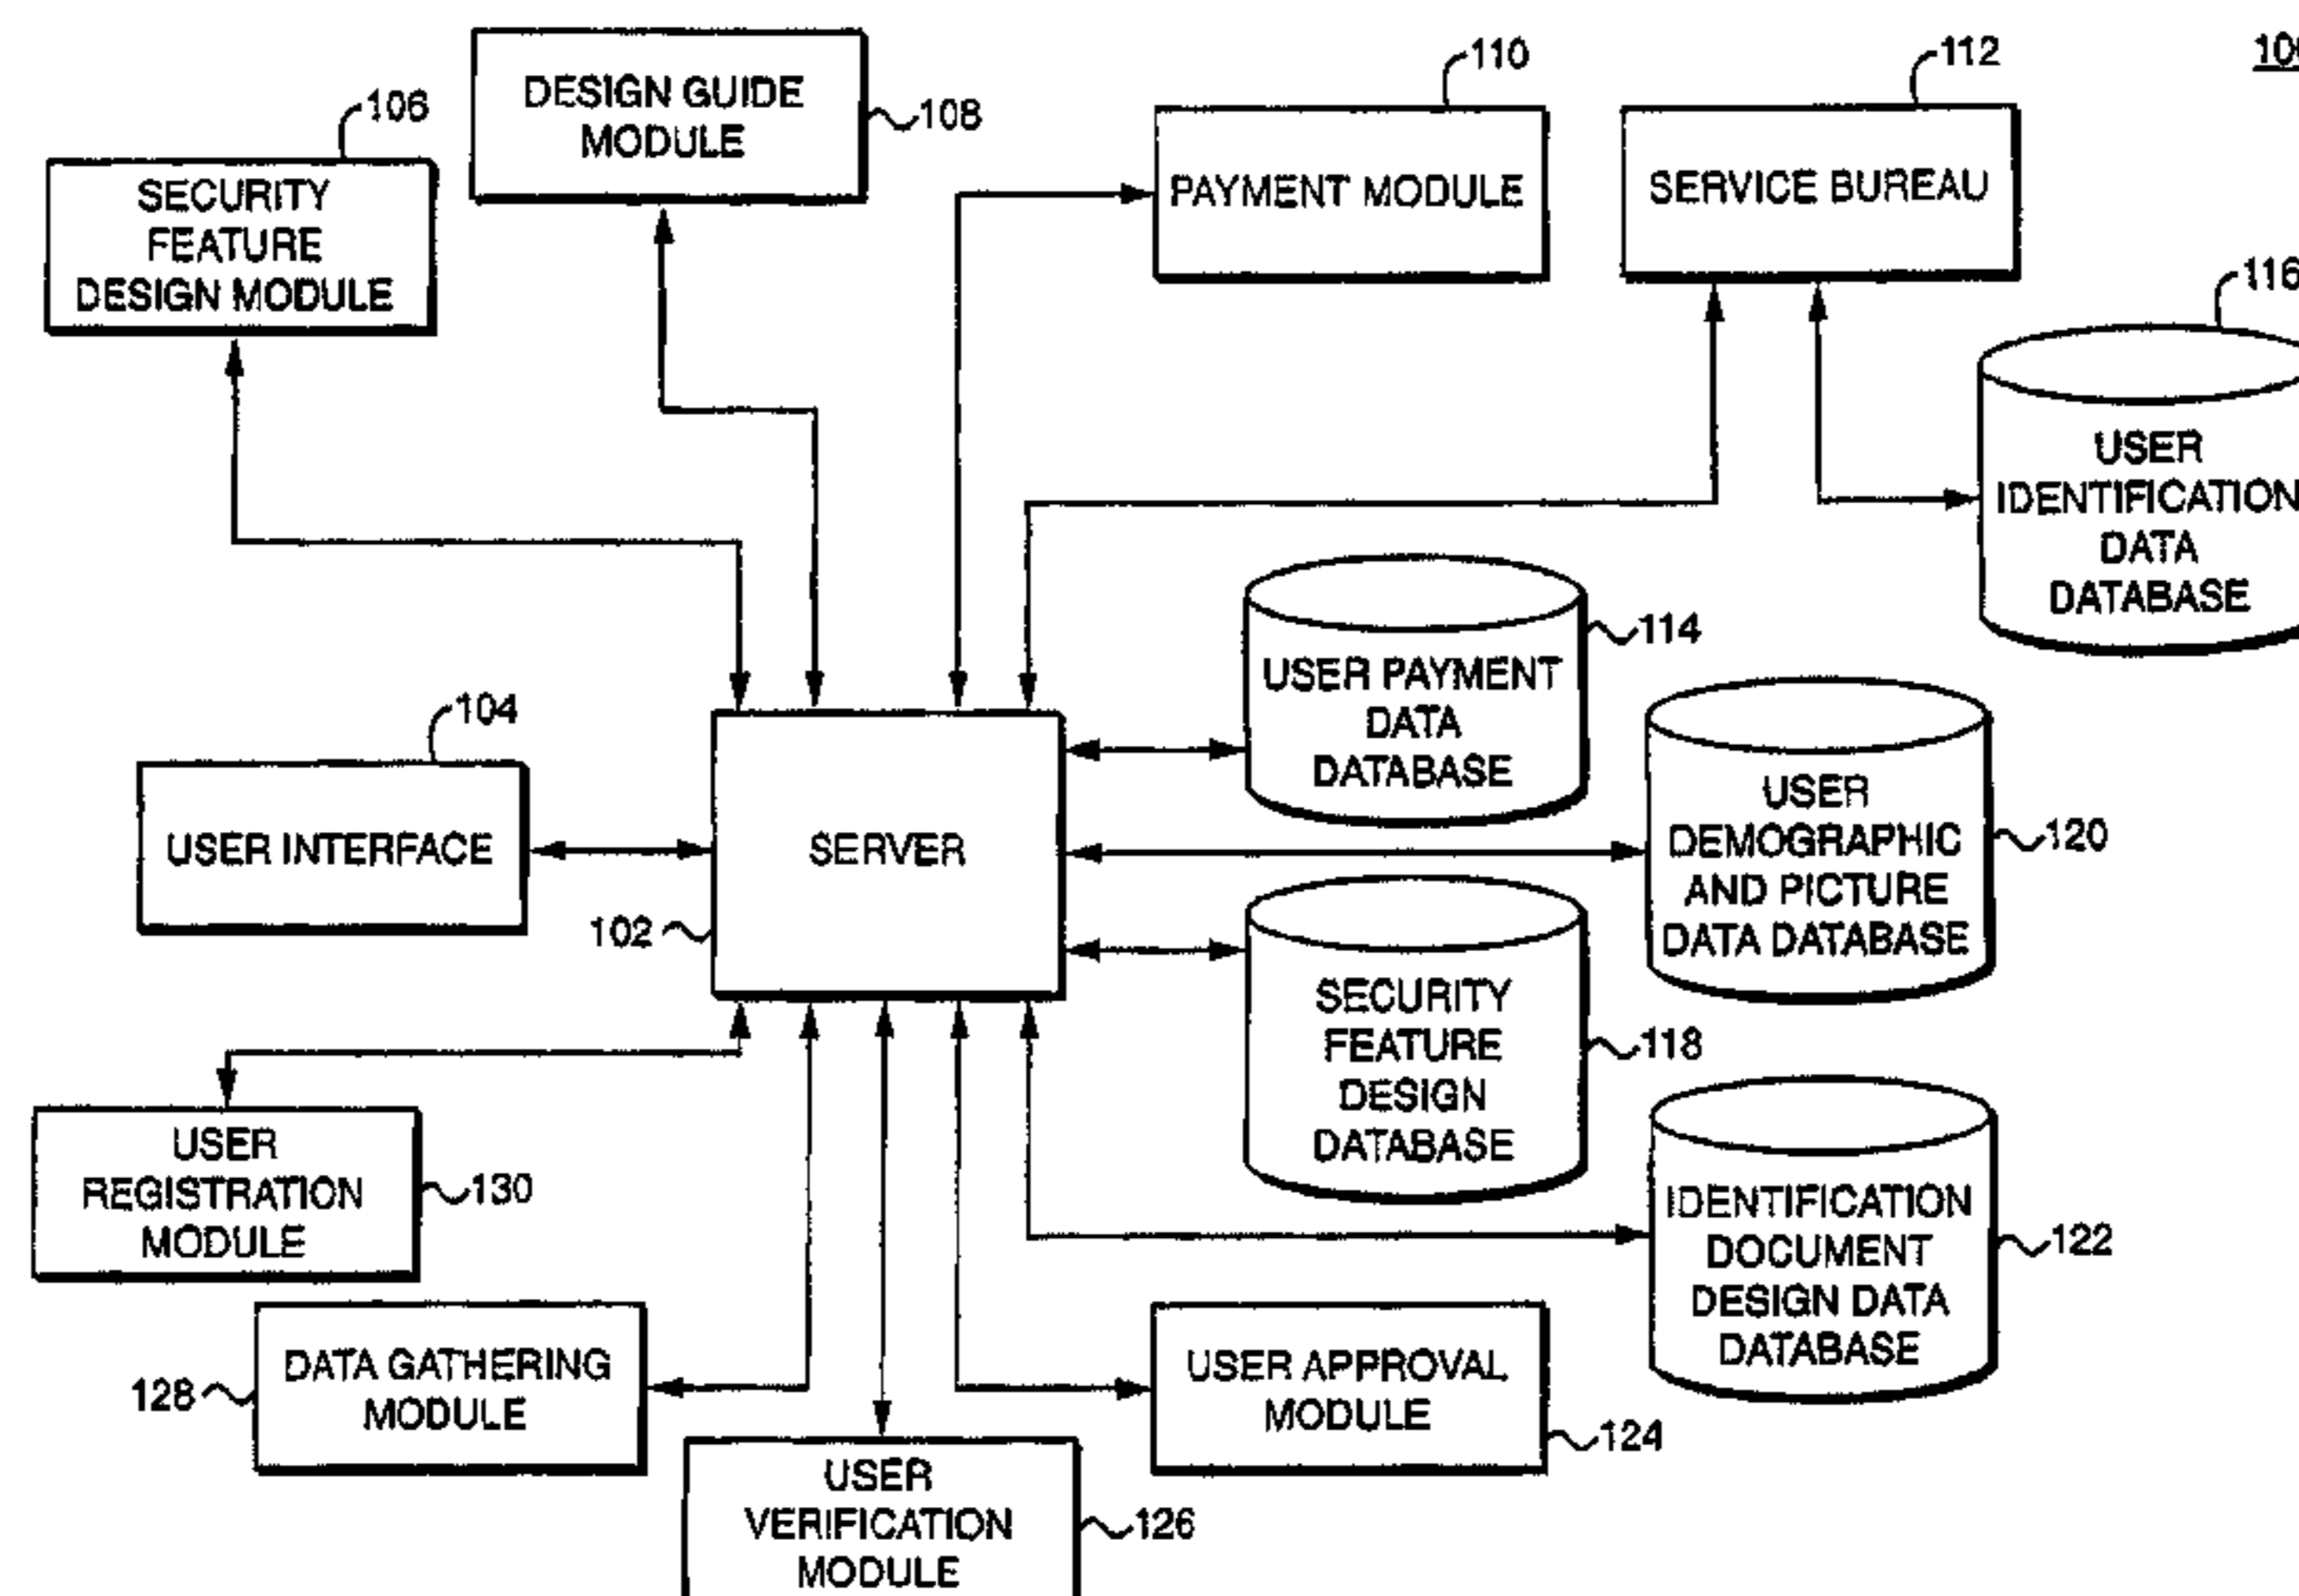 DESIGN GUIDE
MODULE
108
110
112
106
SECURITY
FEATURE
DESIGN MODULE
PAYMENT MODULE
SERVICE BUREAU
116
USER
IDENTIFICATION
DATA
DATABASE
114
USER PAYMENT
DATA
DATABASE
104
USER INTERFACE
SERVER
102
USER
DEMOGRAPHIC
AND PICTURE
DATA DATABASE
120
SECURITY
FEATURE
DESIGN
DATABASE
118
USER
REGISTRATION
MODULE
130
IDENTIFICATION
DOCUMENT
DESIGN DATA
DATABASE
122
DATA GATHERING
MODULE
128
USER APPROVAL
MODULE
124
USER
VERIFICATION
MODULE
126